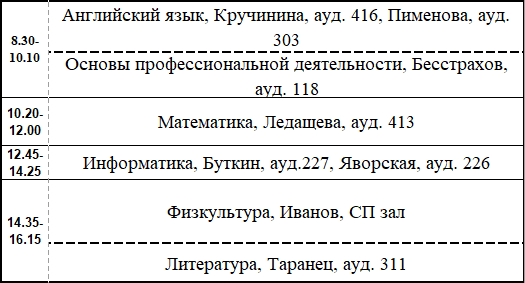 8.30-
10.10
Английский язык, Кручинина, ауд. 416, Пименова, ауд.
303
Основы профессиональной деятельности, Бесстрахов,
ауд. 118
10.20-
12.00
Математика, Ледащева, ауд. 413
12.45-
14.25
Информатика, Буткин, ауд.227, Яворская, ауд. 226
14.35-
16.15
Физкультура, Иванов, СП зал
Литература, Таранец, ауд. 311